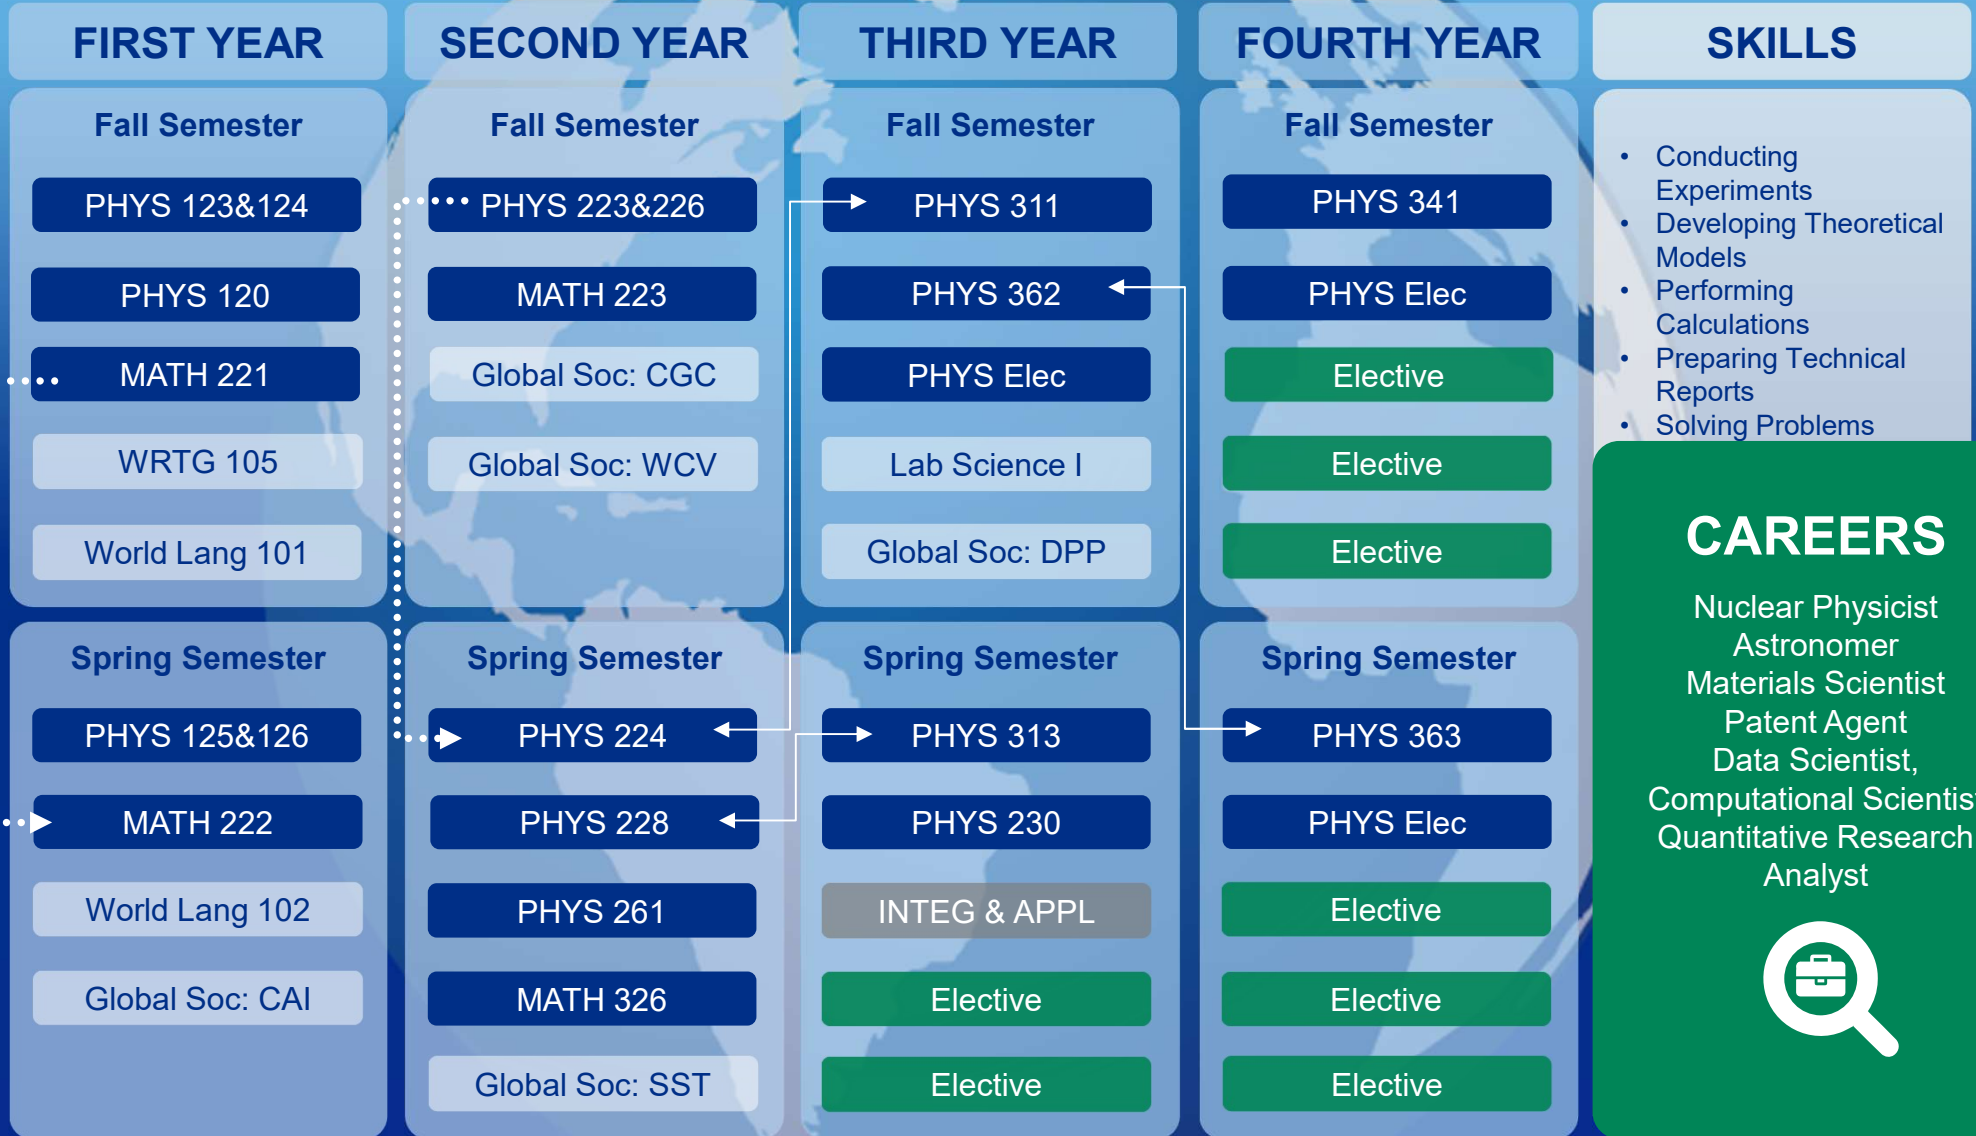 FIRST YEAR
Fall Semester
PHYS 123&124
PHYS 120
MATH 221
WRTG 105
World Lang 101
Spring Semester
PHYS 125&126
MATH 222
World Lang 102
Global Soc: CAI
SECOND YEAR
Fall Semester
PHYS 223&226
MATH 223
Global Soc: CGC
Global Soc: WCV
Spring Semester
PHYS 224
PHYS 228
PHYS 261
MATH 326
Global Soc: SST
THIRD YEAR
Fall Semester
PHYS 311
PHYS 362
PHYS Elec
Lab Science I
Global Soc: DPP
Spring Semester
PHYS 313
PHYS 230
INTEG & APPL
Elective
Elective
FOURTH YEAR
Fall Semester
PHYS 341
PHYS Elec
Elective
Elective
Elective
Spring Semester
PHYS 363
PHYS Elec
Elective
Elective
Elective
SKILLS
• Conducting
Experiments
• Developing Theoretical
Models
• Performing
Calculations
• Preparing Technical
Reports
• Solving Problems
CAREERS
Nuclear Physicist
Astronomer
Materials Scientist
Patent Agent
Data Scientist,
Computational Scientist
Quantitative Research
Analyst